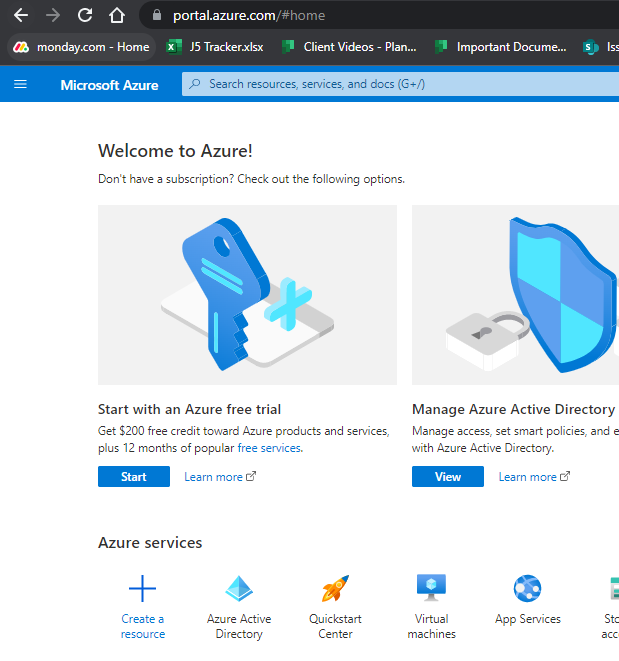 portal.azure.com/#home
monday.com - Home J5 Tracker.xlsx Client Videos - Plan... Important Docume... Iss
Microsoft Azure Search resources, services, and docs (G+/)
Welcome to Azure!
Don't have a subscription? Check out the following options.
Start with an Azure free trial
Get $200 free credit toward Azure products and services,
plus 12 months of popular free services.
Start Learn more
Manage Azure Active Directory
Manage access, set smart policies, and e
with Azure Active Directory.
View Learn more
Azure services
Create a
resource
Azure Active
Directory
Quickstart
Center
Virtual
machines
App Services
Sto
acc